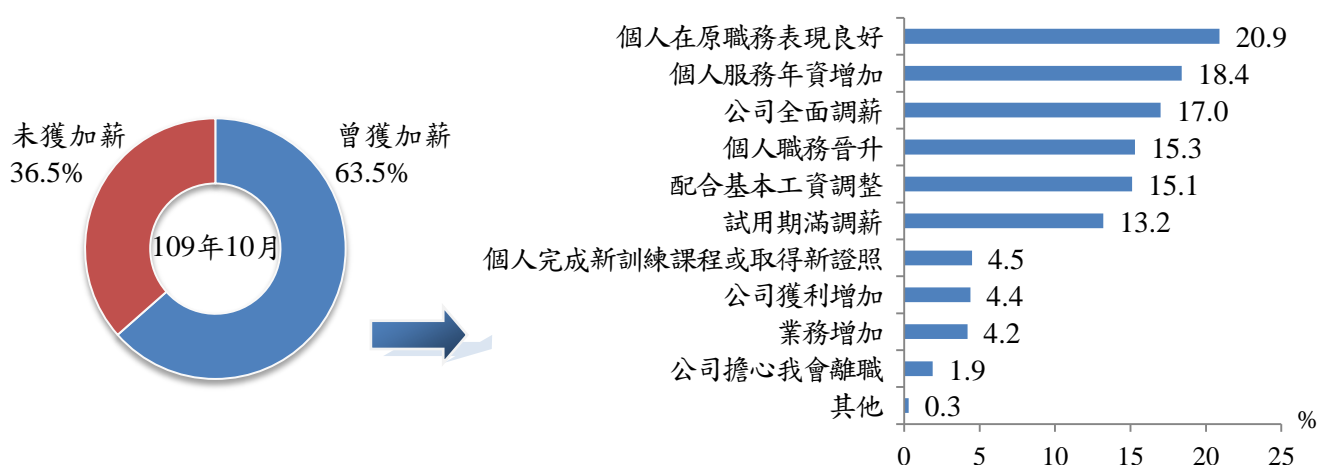 未獲加薪
36.5%
曾獲加薪
63.5%
109年10月
個人在原職務表現良好 20.9
個人服務年資增加 18.4
公司全面調薪 17.0
個人職務晉升 15.3
配合基本工資調整 15.1
試用期滿調薪 13.2
個人完成新訓練課程或取得新證照 4.5
公司獲利增加 4.4
業務增加 4.2
公司擔心我會離職 1.9
其他 0.3
%
0 5 10 15 20 25